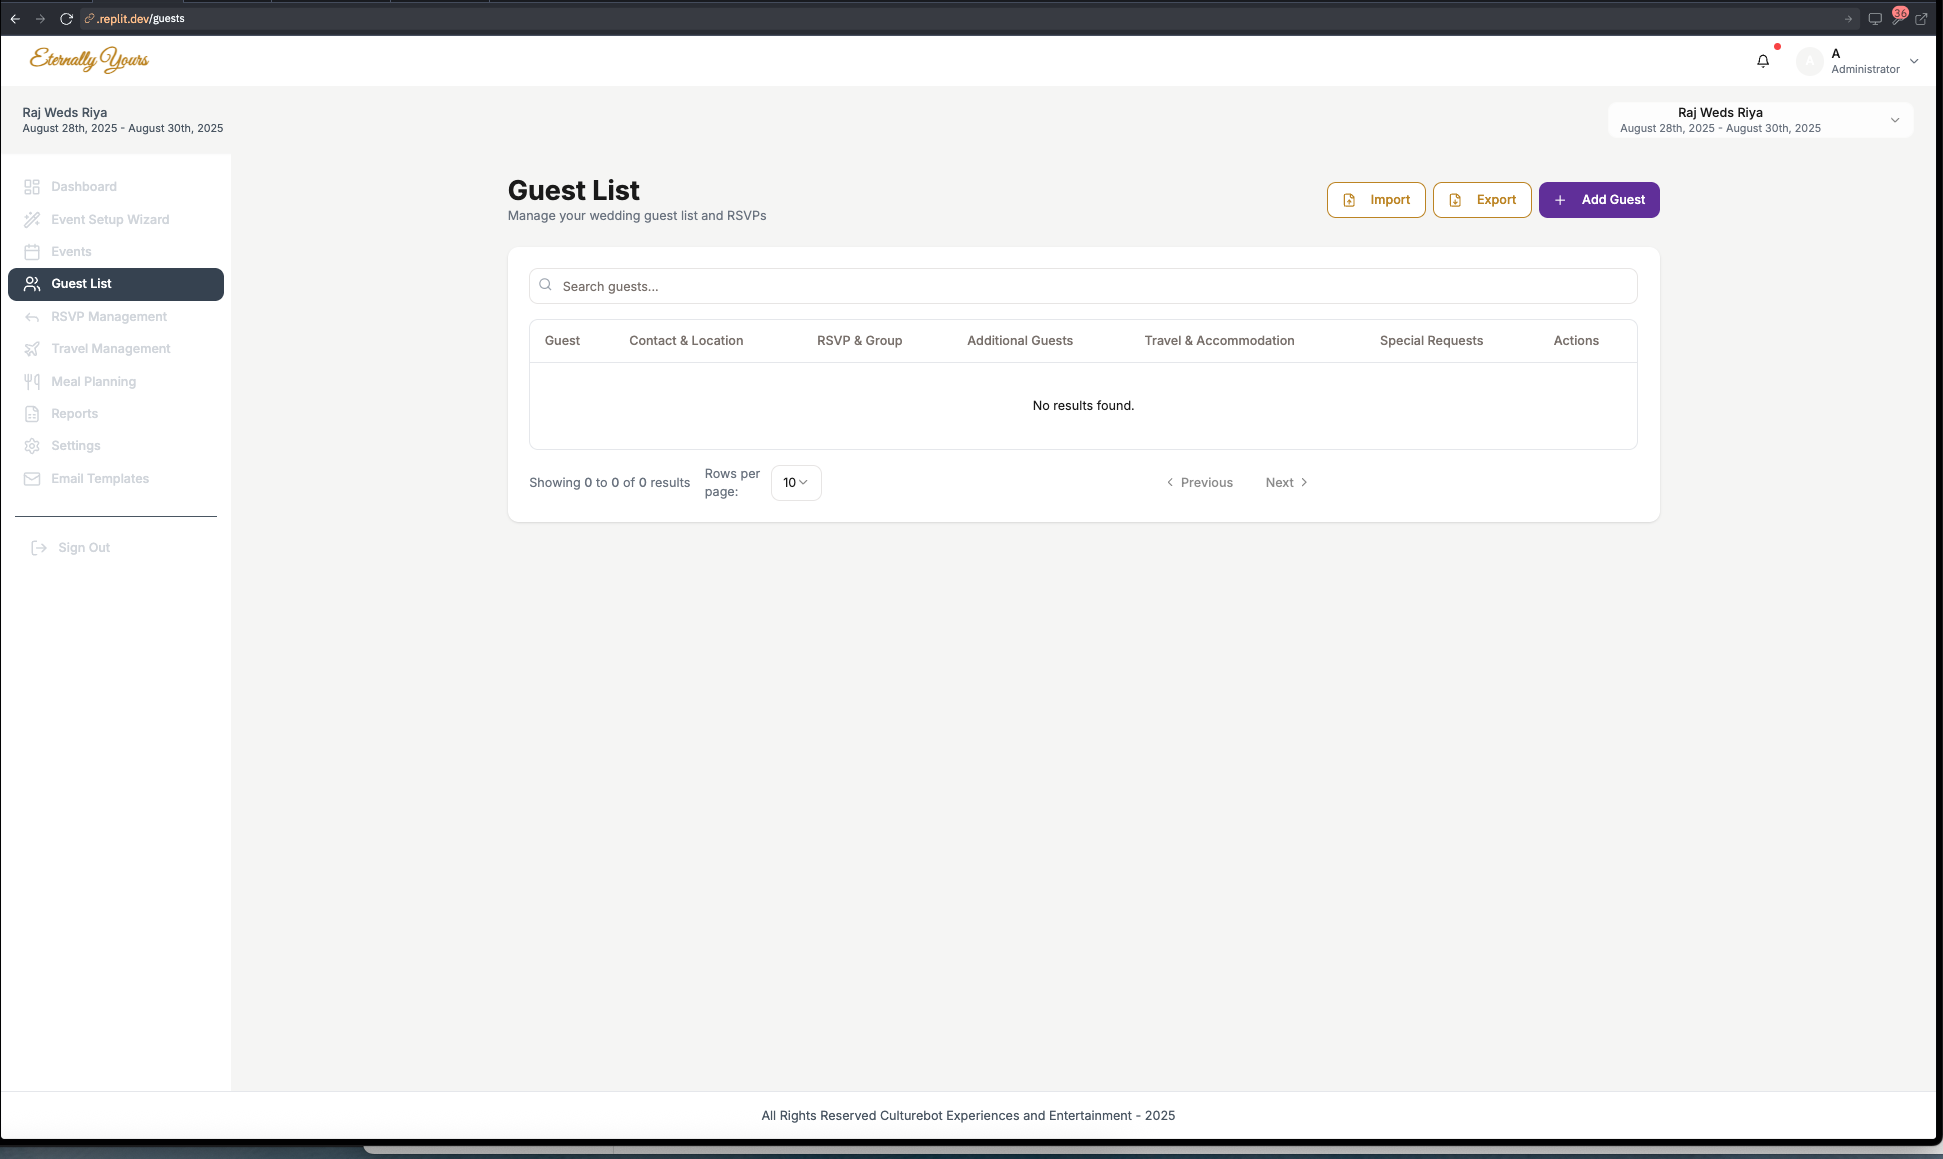 .replit.dev/guests
36
Eternally Yours
A
A
Administrator
Raj Weds Riya
August 28th, 2025 - August 30th, 2025
Raj Weds Riya
August 28th, 2025 - August 30th, 2025
Dashboard
Event Setup Wizard
Events
Guest List
RSVP Management
Travel Management
Meal Planning
Reports
Settings
Email Templates
Sign Out
Guest List
Manage your wedding guest list and RSVPs
Import
Export
Add Guest
Search guests...
Guest Contact & Location RSVP & Group Additional Guests Travel & Accommodation Special Requests Actions
No results found.
Showing 0 to 0 of 0 results
Rows per
page:
10
Previous
Next
All Rights Reserved Culturebot Experiences and Entertainment - 2025